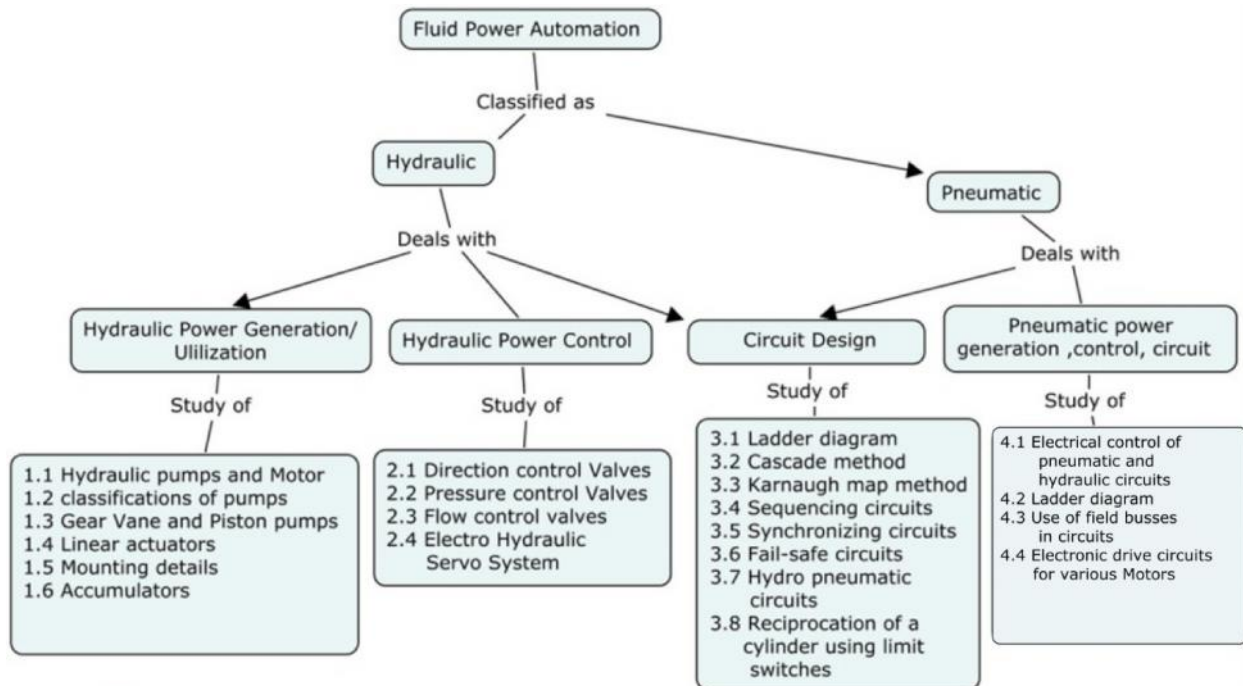 Fluid Power Automation
Classified as
Hydraulic
Pneumatic
Deals with
Deals with
Hydraulic Power Generation/
Ulilization
Hydraulic Power Control
Circuit Design
Pneumatic power
generation ,control, circuit
Study of
Study of
Study of
Study of
1.1 Hydraulic pumps and Motor
1.2 classifications of pumps
1.3 Gear Vane and Piston pumps
1.4 Linear actuators
1.5 Mounting details
1.6 Accumulators
2.1 Direction control Valves
2.2 Pressure control Valves
2.3 Flow control valves
2.4 Electro Hydraulic
Servo System
3.1 Ladder diagram
3.2 Cascade method
3.3 Karnaugh map method
3.4 Sequencing circuits
3.5 Synchronizing circuits
3.6 Fail-safe circuits
3.7 Hydro pneumatic
circuits
3.8 Reciprocation of a
cylinder using limit
switches
4.1 Electrical control of
pneumatic and
hydraulic circuits
4.2 Ladder diagram
4.3 Use of field busses
in circuits
4.4 Electronic drive circuits
for various Motors